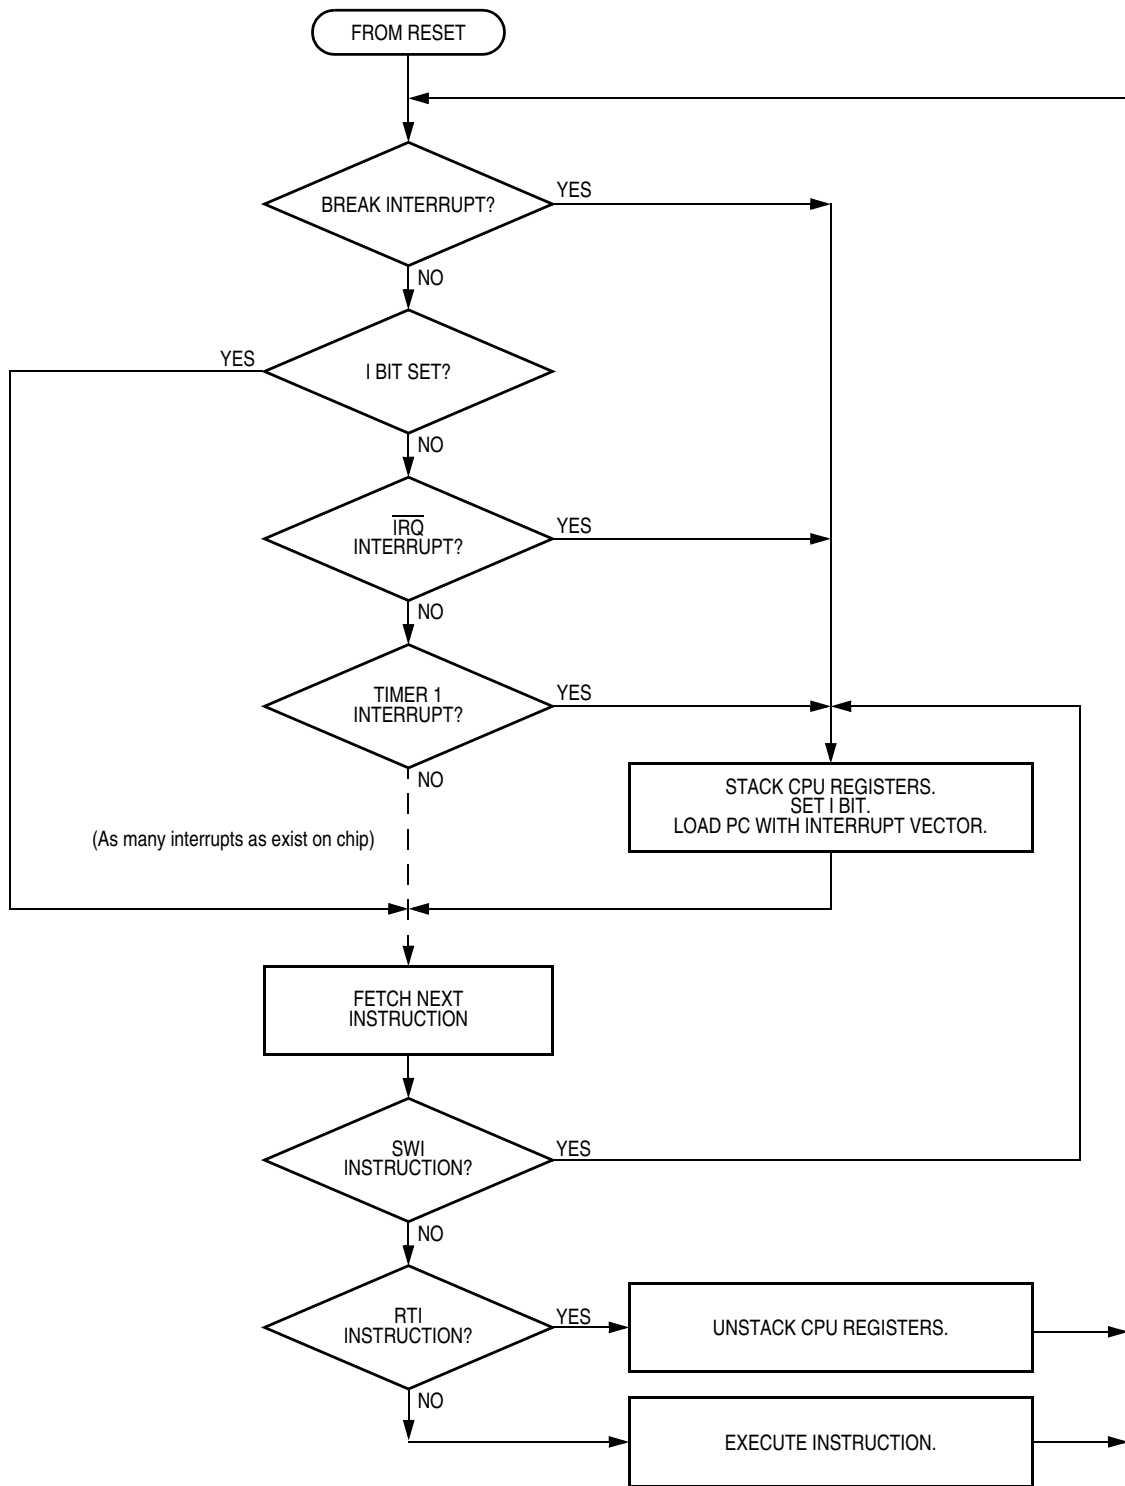 FROM RESET
BREAK INTERRUPT?
YES
NO
YES
I BIT SET?
NO
IRQ
INTERRUPT?
YES
NO
TIMER 1
INTERRUPT?
YES
NO
STACK CPU REGISTERS.
SET I BIT.
LOAD PC WITH INTERRUPT VECTOR.
(As many interrupts as exist on chip)
FETCH NEXT
INSTRUCTION
SWI
INSTRUCTION?
YES
NO
RTI
INSTRUCTION?
YES
UNSTACK CPU REGISTERS.
NO
EXECUTE INSTRUCTION.